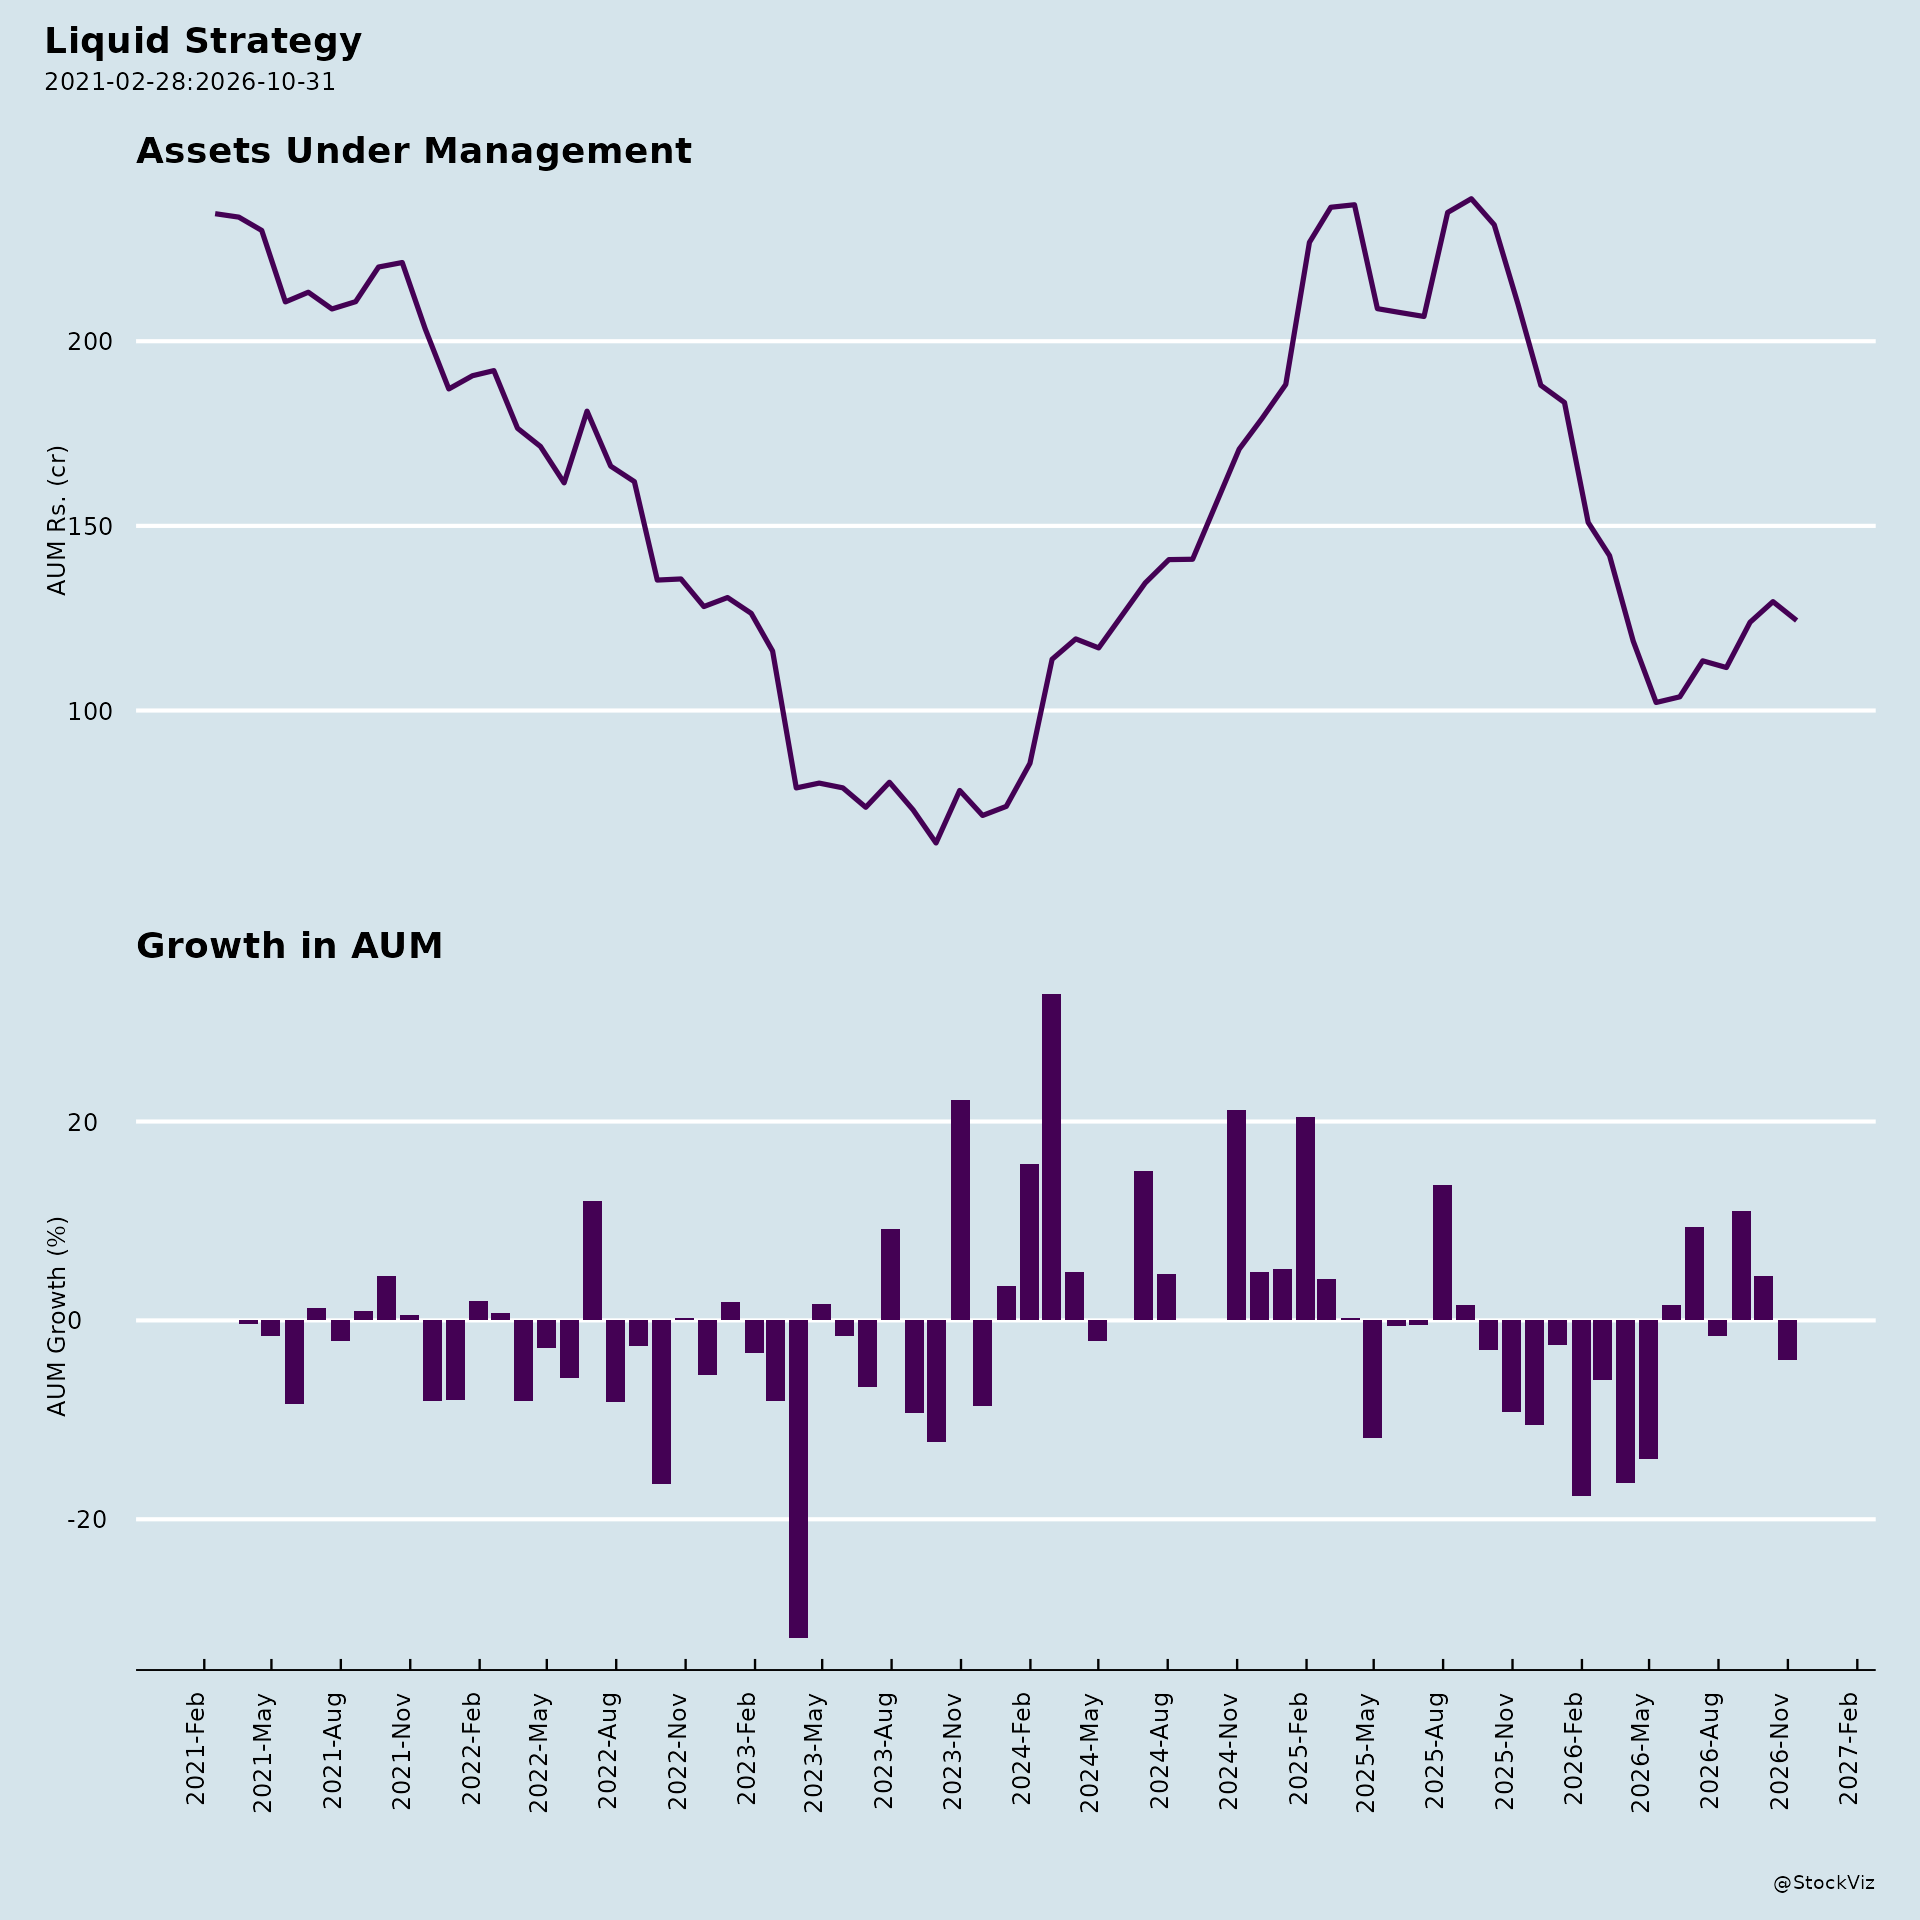 Liquid Strategy
2021-02-28:2026-10-31
Assets Under Management
AUM Rs. (cr)
200
150
100
Growth in AUM
AUM Growth (%)
20
0
-20
2021-Feb
2021-May
2021-Aug
2021-Nov
2022-Feb
2022-May
2022-Aug
2022-Nov
2023-Feb
2023-May
2023-Aug
2023-Nov
2024-Feb
2024-May
2024-Aug
2024-Nov
2025-Feb
2025-May
2025-Aug
2025-Nov
2026-Feb
2026-May
2026-Aug
2026-Nov
2027-Feb
@StockViz